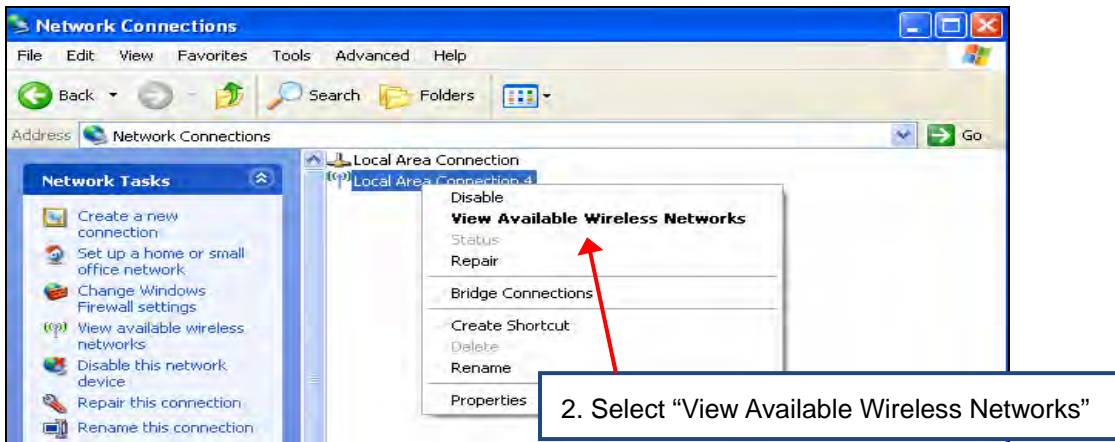 Network Connections
File Edit View Favorites Tools Advanced Help
Back Search Folders
Address Network Connections Go
Network Tasks
Create a new
connection
Set up a home or small
office network
Change Windows
Firewall settings
View available wireless
networks
Disable this network
device
Repair this connection
Rename this connection
Local Area Connection
Local Area Connection 4
Disable
View Available Wireless Networks
Status
Repair
Bridge Connections
Create Shortcut
Delete
Rename
Properties
2. Select “View Available Wireless Networks”